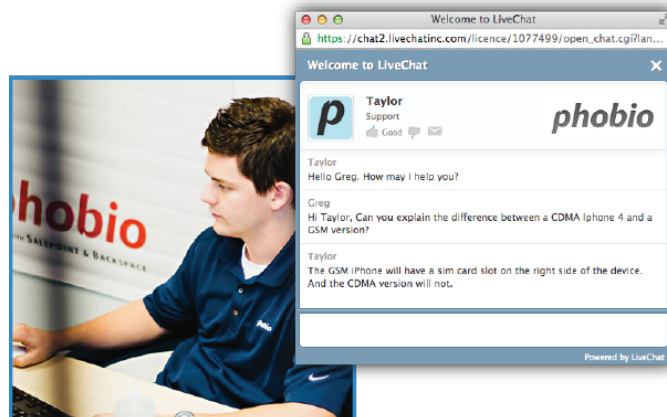 Welcome to LiveChat
https://chat2.livechatinc.com/licence/1077499/open_chat.cgi?lan...
Welcome to LiveChat
p
Taylor
Support
Good
phobio
Taylor
Hello Greg. How may I help you?
Greg
Hi Taylor, Can you explain the difference between a CDMA Iphone 4 and a
GSM version?
Taylor
The GSM iPhone will have a sim card slot on the right side of the device.
And the CDMA version will not.
Powered by LiveChat
hobio
WITH SALEPOINT & BACKSPACE
phobio